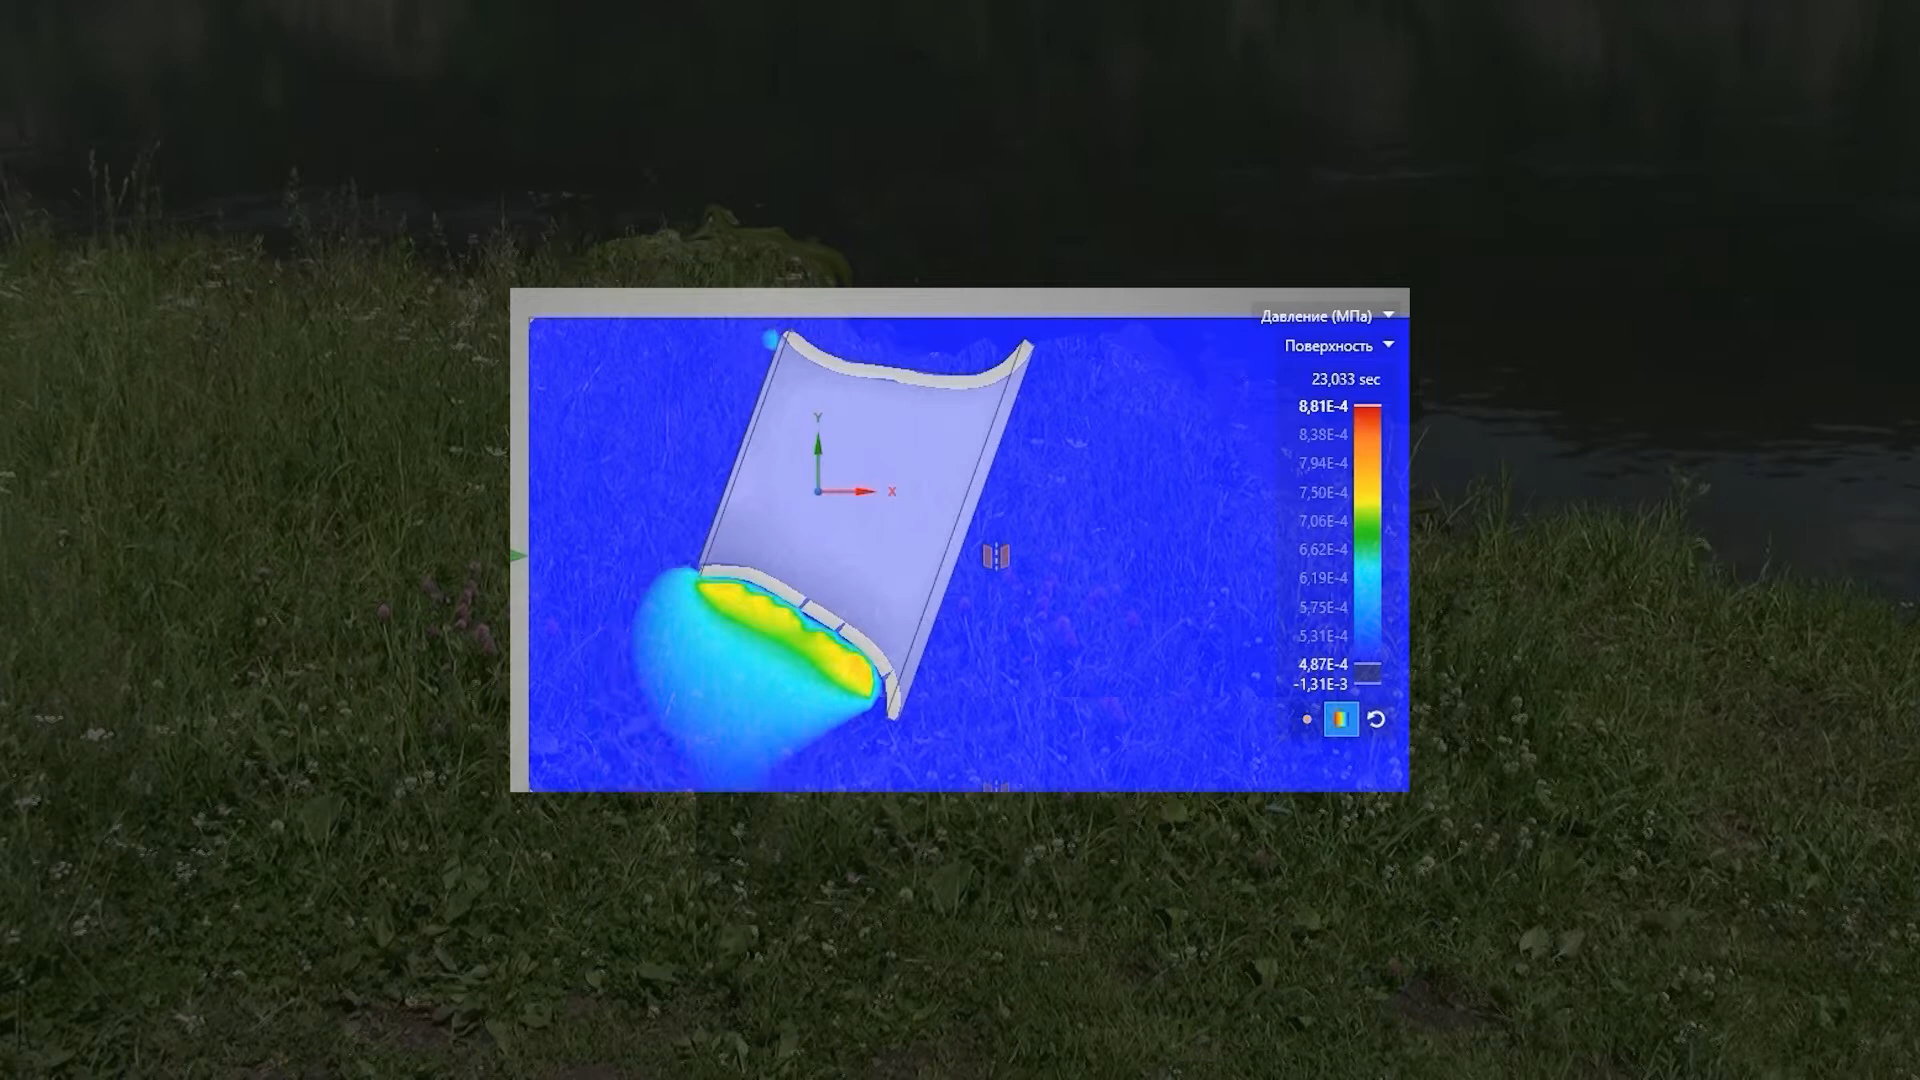 Давление (МПа)
Поверхность
23,033 sec
8,81E-4
8,38E-4
7,94E-4
7,50E-4
7,06E-4
6,62E-4
6,19E-4
5,75E-4
5,31E-4
4,87E-4
-1,31E-3
Y
X